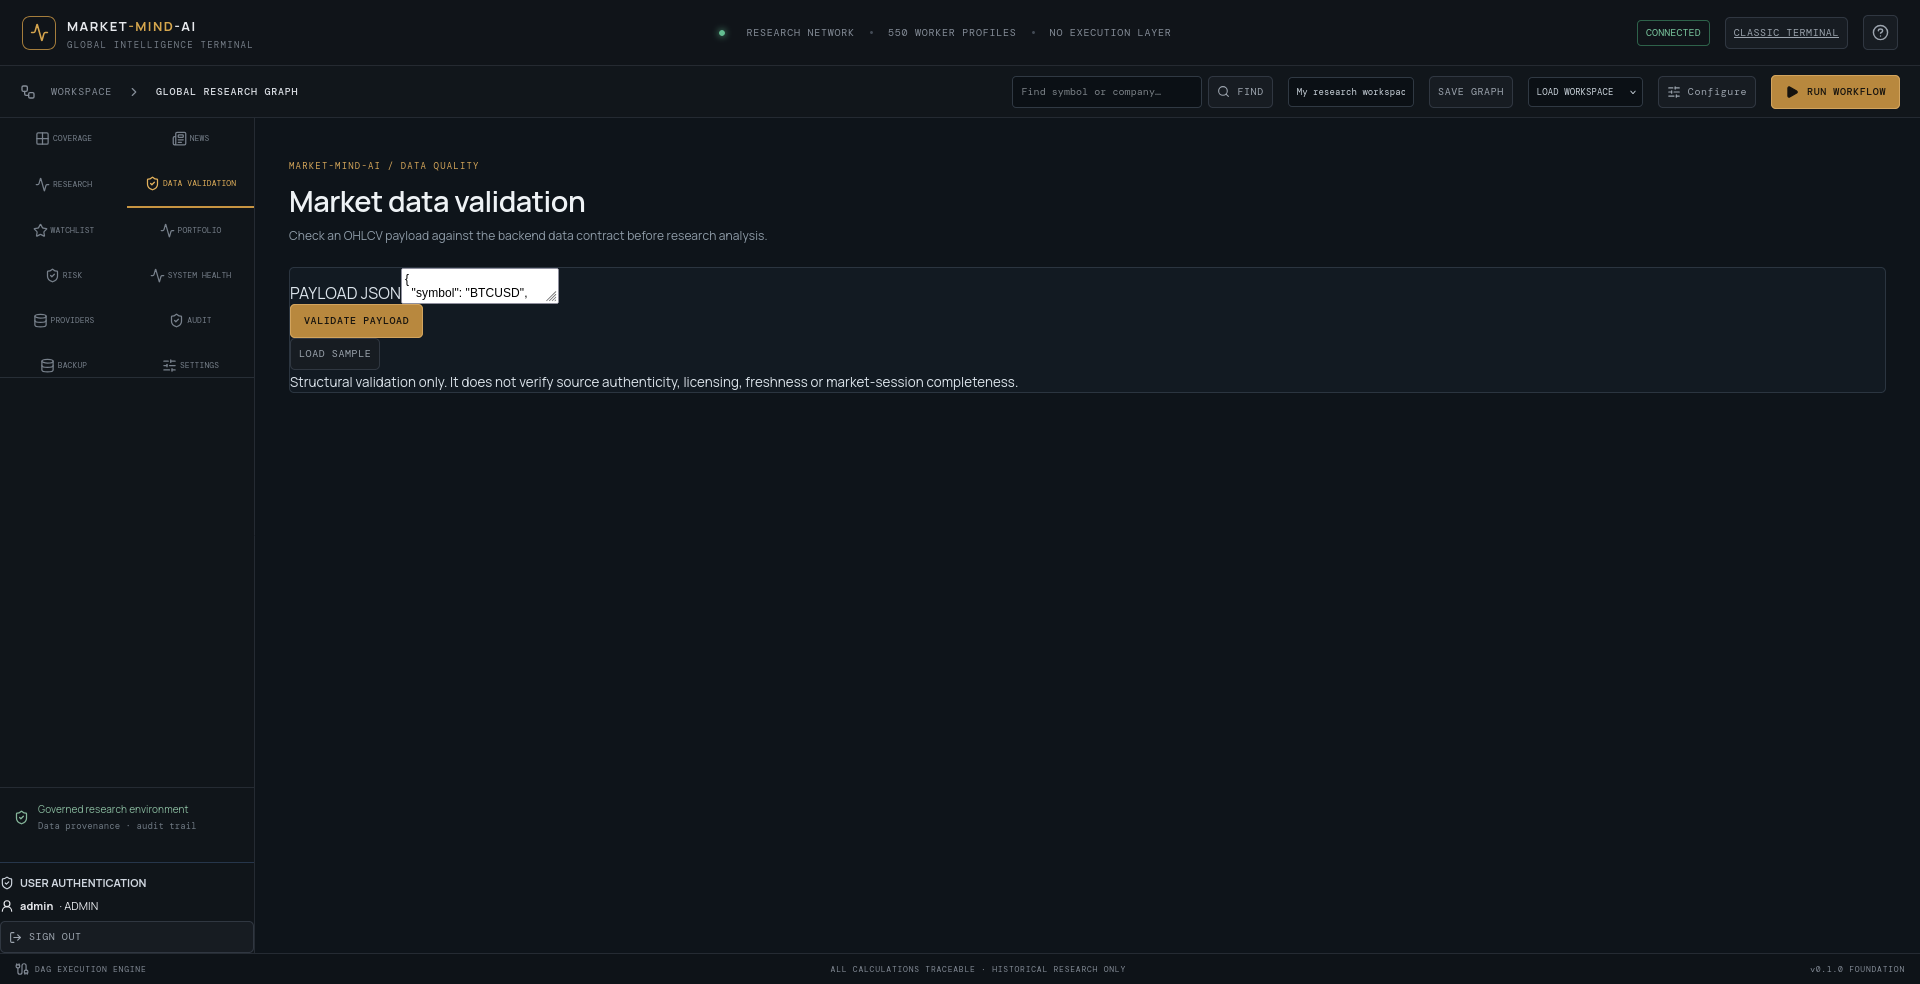 MARKET-MIND-AI
GLOBAL INTELLIGENCE TERMINAL
RESEARCH NETWORK • 550 WORKER PROFILES • NO EXECUTION LAYER
CONNECTED
CLASSIC TERMINAL
WORKSPACE > GLOBAL RESEARCH GRAPH
Find symbol or company…
FIND
My research workspac
SAVE GRAPH
LOAD WORKSPACE
Configure
RUN WORKFLOW
COVERAGE
NEWS
RESEARCH
DATA VALIDATION
WATCHLIST
PORTFOLIO
RISK
SYSTEM HEALTH
PROVIDERS
AUDIT
BACKUP
SETTINGS
MARKET-MIND-AI / DATA QUALITY
Market data validation
Check an OHLCV payload against the backend data contract before research analysis.
PAYLOAD JSON
{
"symbol": "BTCUSD",
VALIDATE PAYLOAD
LOAD SAMPLE
Structural validation only. It does not verify source authenticity, licensing, freshness or market-session completeness.
Governed research environment
Data provenance · audit trail
USER AUTHENTICATION
admin · ADMIN
SIGN OUT
DAG EXECUTION ENGINE
ALL CALCULATIONS TRACEABLE · HISTORICAL RESEARCH ONLY
v0.1.0 FOUNDATION